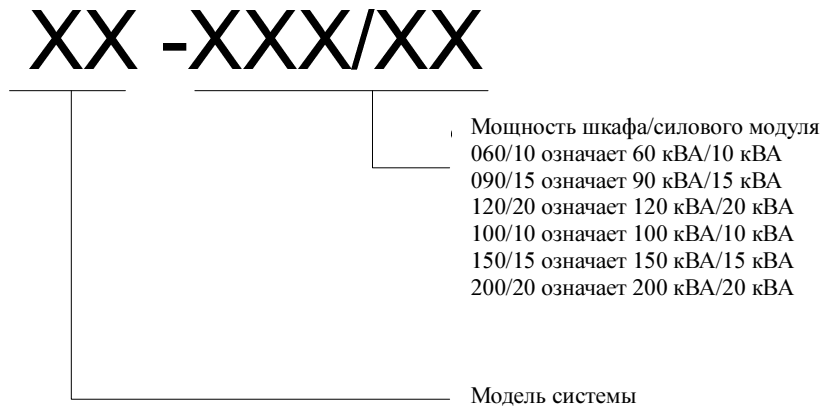 XX -XXX/XX
Мощность шкафа/силового модуля
060/10 означает 60 кВА/10 кВА
090/15 означает 90 кВА/15 кВА
120/20 означает 120 кВА/20 кВА
100/10 означает 100 кВА/10 кВА
150/15 означает 150 кВА/15 кВА
200/20 означает 200 кВА/20 кВА
Модель системы